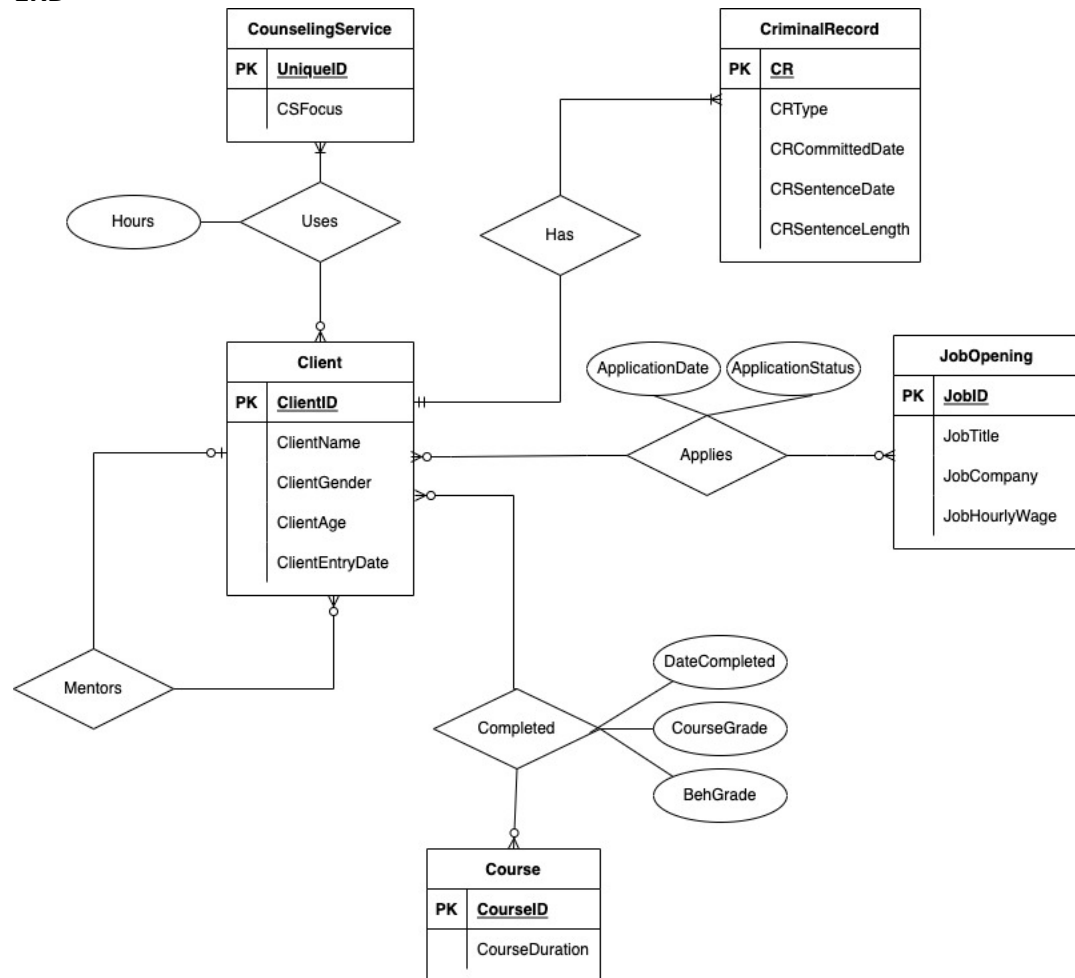 CounselingService
PK UniqueID
CSFocus
CriminalRecord
PK CR
CRType
CRCommittedDate
CRSentenceDate
CRSentenceLength
Hours
Uses
Has
Client
PK ClientID
ClientName
ClientGender
ClientAge
ClientEntryDate
ApplicationDate
ApplicationStatus
Applies
JobOpening
PK JobID
JobTitle
JobCompany
JobHourlyWage
Mentors
Completed
DateCompleted
CourseGrade
BehGrade
Course
PK CourseID
CourseDuration